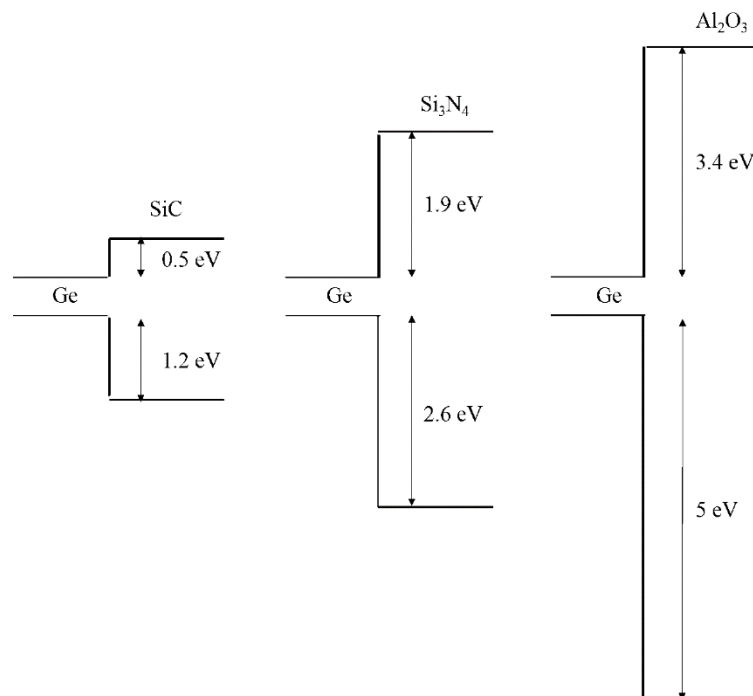 SiC
0.5 eV
Ge
1.2 eV
Si₃N₄
1.9 eV
Ge
2.6 eV
Al₂O₃
3.4 eV
Ge
5 eV